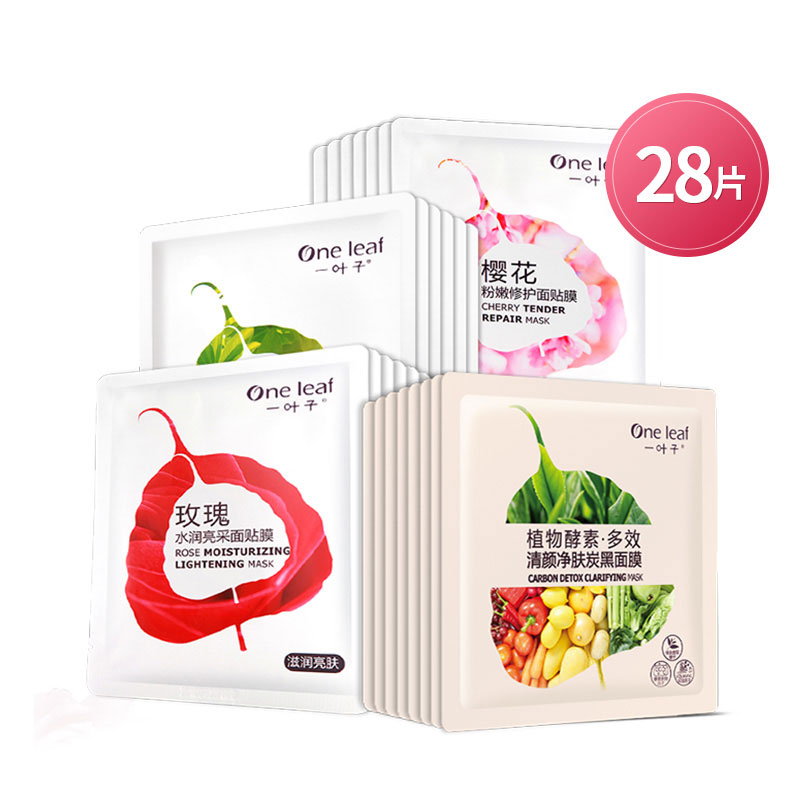 28片
One leaf
一叶子
樱花
粉嫩修护面贴膜
CHERRY TENDER
REPAIR MASK
One leaf
一叶子®
One leaf
一叶子®
玫瑰
水润亮采面贴膜
ROSE MOISTURIZING
LIGHTENING MASK
滋润亮肤
One leaf
一叶子®
植物酵素·多效
清颜净肤炭黑面膜
CARBON DETOX CLARIFYING MASK